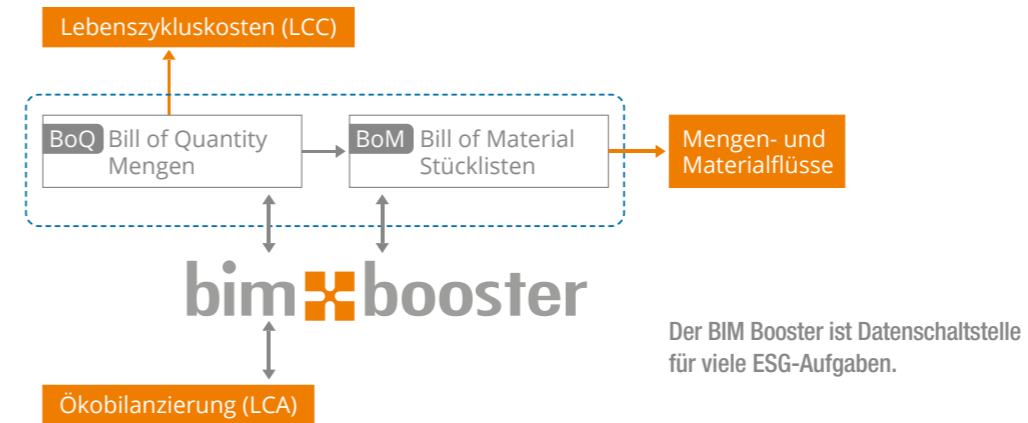 Lebenszykluskosten (LCC)
BoQ Bill of Quantity
Mengen
BoM Bill of Material
Stücklisten
Mengen- und
Materialflüsse
bim booster
Der BIM Booster ist Datenschaltstelle
für viele ESG-Aufgaben.
Ökobilanzierung (LCA)